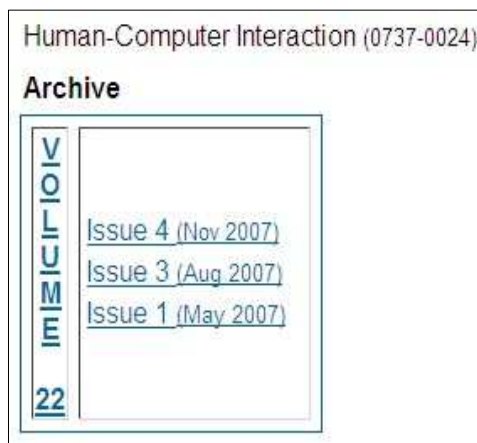 Human-Computer Interaction (0737-0024)
Archive
VOLUME
22
Issue 4 (Nov 2007)
Issue 3 (Aug 2007)
Issue 1 (May 2007)